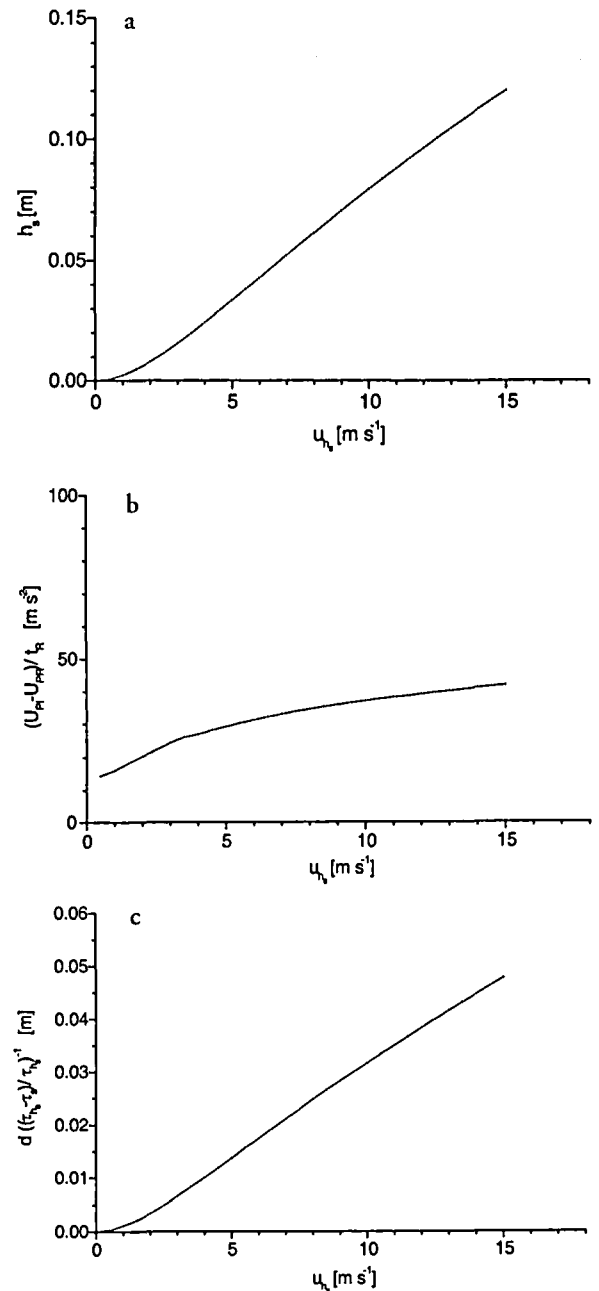 a
0.15
0.10
0.05
0.00
h_s [m]
0 5 10 15
u_{h_s} [m s^{-1}]
b
100
50
0
(U_{PI}-U_{PR})/ t_R [m s^{-2}]
0 5 10 15
u_{h_s} [m s^{-1}]
c
0.06
0.05
0.04
0.03
0.02
0.01
0.00
d ((τ_{h_s}-τ_s)/ τ_{h_s})^{-1} [m]
0 5 10 15
u_{h_s} [m s^{-1}]